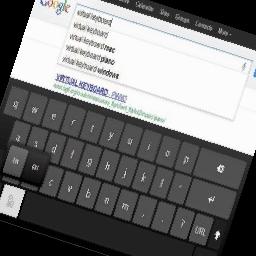 Google
Calendar Sites Groups Contacts More
virtual keyboard
virtual keyboard
virtual keyboard mac
virtual keyboard piano
virtual keyboard windows
VIRTUAL KEYBOARD PIANO
q w e r t y u i o p
a s d f g h j k l
c v b n m , . ? URL